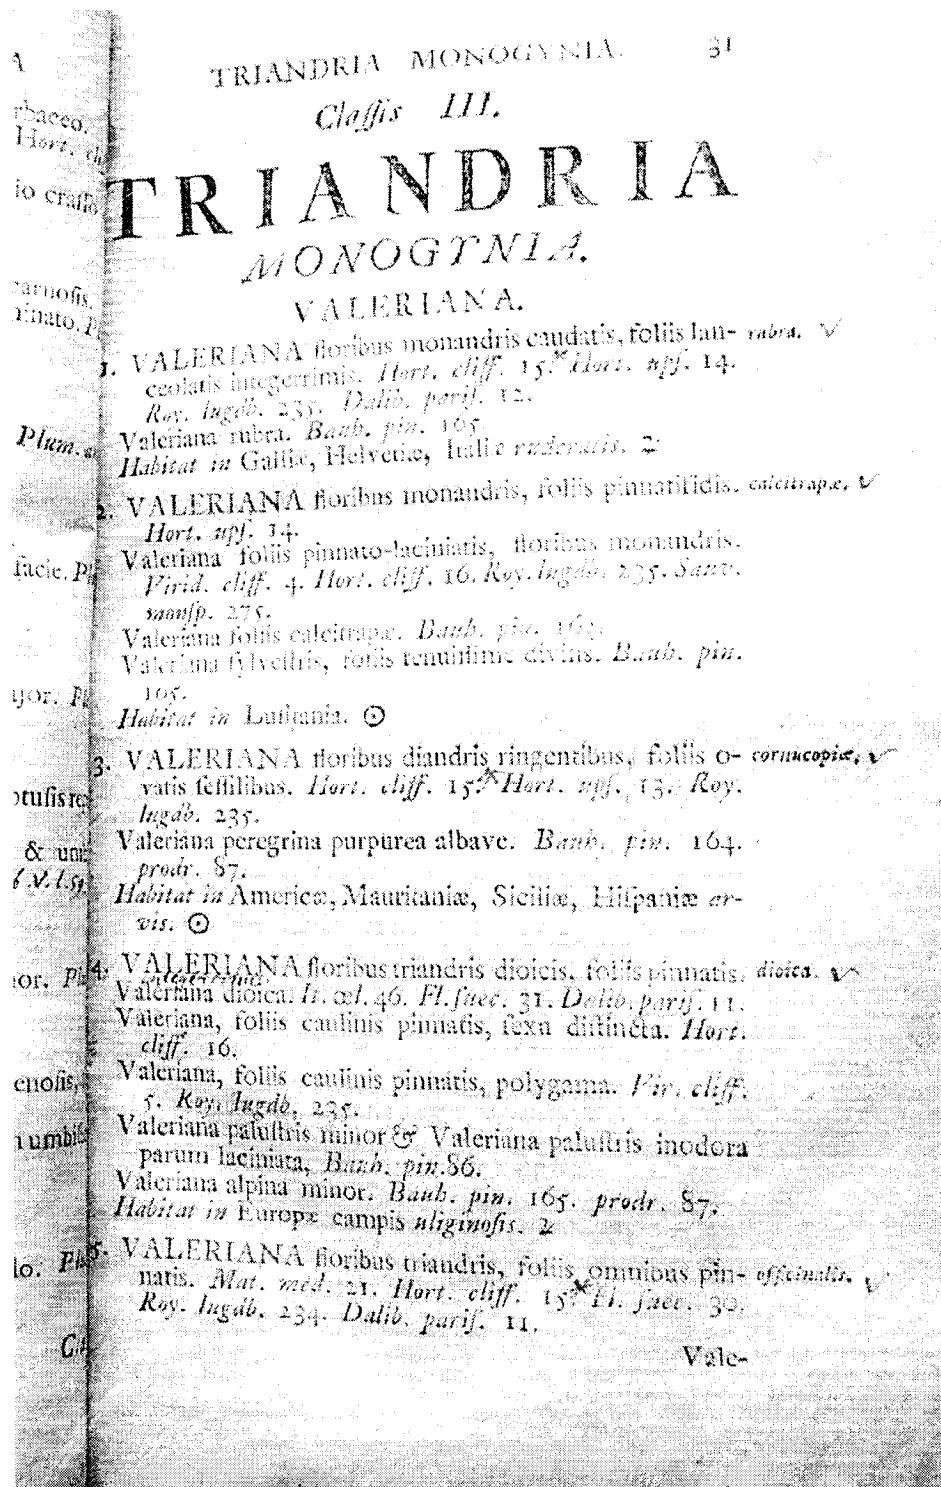 TRIANDRIA MONOGYNIA. 31
Claſſis III.
TRIANDRIA
MONOGYNIA.
VALERIANA.
1. VALERIANA floribus monandris caudatis, foliis lan- rubra.
ceolatis integerrimis. Hort. cliff. 15. Hort. upſ. 14.
Roy. lugdb. 235. Dalib. pariſ. 12.
Valeriana rubra. Bauh. pin. 165.
Habitat in Galliæ, Helvetiæ, Italiæ ruderatis. ♃
2. VALERIANA floribus monandris, foliis pinnatifidis. calcitrapæ.
Hort. upſ. 14.
Valeriana foliis pinnato-laciniatis, floribus monandris.
Virid. cliff. 4. Hort. cliff. 16. Roy. lugdb. 235. Sauv.
monſp. 275.
Valeriana foliis calcitrapæ. Bauh. pin. 164.
Valeriana ſylveſtris, foliis tenuiſſime diviſis. Bauh. pin.
165.
Habitat in Luſitania. ☉
3. VALERIANA floribus diandris ringentibus, foliis o- cornucopiæ.
vatis ſeſſilibus. Hort. cliff. 15. Hort. upſ. 13. Roy.
lugdb. 235.
Valeriana peregrina purpurea albave. Bauh. pin. 164.
prodr. 87.
Habitat in Americæ, Mauritaniæ, Siciliæ, Hiſpaniæ ar-
vis. ☉
4. VALERIANA floribus triandris dioicis, foliis pinnatis. dioica.
Valeriana dioica. It. œl. 46. Fl. ſuec. 31. Dalib. pariſ. 11.
Valeriana, foliis caulinis pinnatis, ſexu diſtincta. Hort.
cliff. 16.
Valeriana, foliis caulinis pinnatis, polygama. Vir. cliff.
5. Roy. lugdb. 235.
Valeriana paluſtris minor & Valeriana paluſtris inodora
parum laciniata, Bauh. pin. 86.
Valeriana alpina minor. Bauh. pin. 165. prodr. 87.
Habitat in Europæ campis uliginoſis. ♃
5. VALERIANA floribus triandris, foliis omnibus pin- officinalis.
natis. Mat. med. 21. Hort. cliff. 15. Fl. ſuec. 30.
Roy. lugdb. 234. Dalib. pariſ. 11.
Vale-